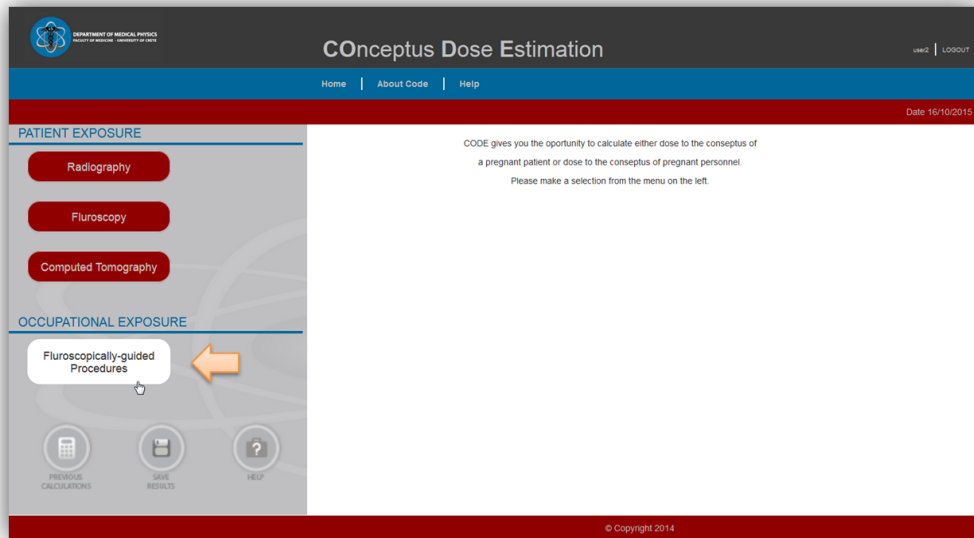 DEPARTMENT OF MEDICAL PHYSICS
FACULTY OF MEDICINE - UNIVERSITY OF CRETE
COnceptus Dose Estimation
user2 | LOGOUT
Home | About Code | Help
Date 16/10/2015
PATIENT EXPOSURE
Radiography
Fluroscopy
Computed Tomography
OCCUPATIONAL EXPOSURE
Fluroscopically-guided
Procedures
PREVIOUS
CALCULATIONS
SAVE
RESULTS
?
HELP
CODE gives you the oportunity to calculate either dose to the conseptus of
a pregnant patient or dose to the conseptus of pregnant personnel.
Please make a selection from the menu on the left.
© Copyright 2014